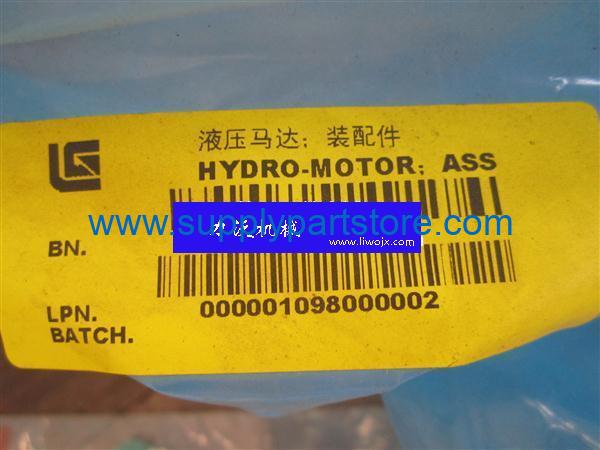 液压马达；装配件
HYDRO-MOTOR; ASS
www.supplypartstore.com
力沃机械
www.liwojx.com
BN.
000001098000002
LPN.
BATCH.